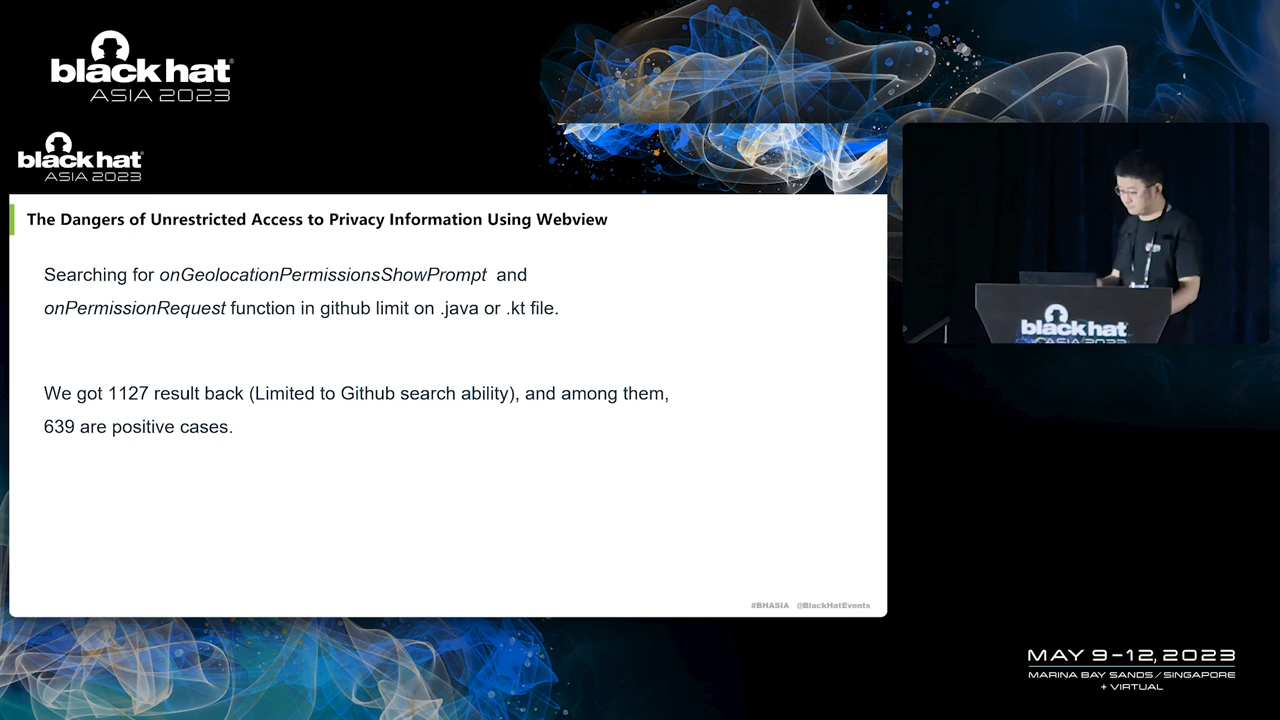 black hat®
ASIA 2023
black hat®
ASIA 2023
The Dangers of Unrestricted Access to Privacy Information Using Webview
Searching for onGeolocationPermissionsShowPrompt and
onPermissionRequest function in github limit on .java or .kt file.
We got 1127 result back (Limited to Github search ability), and among them,
639 are positive cases.
#BHASIA @BlackHatEvents
black hat
ASIA 2023
MAY 9-12, 2023
MARINA BAY SANDS / SINGAPORE
+ VIRTUAL